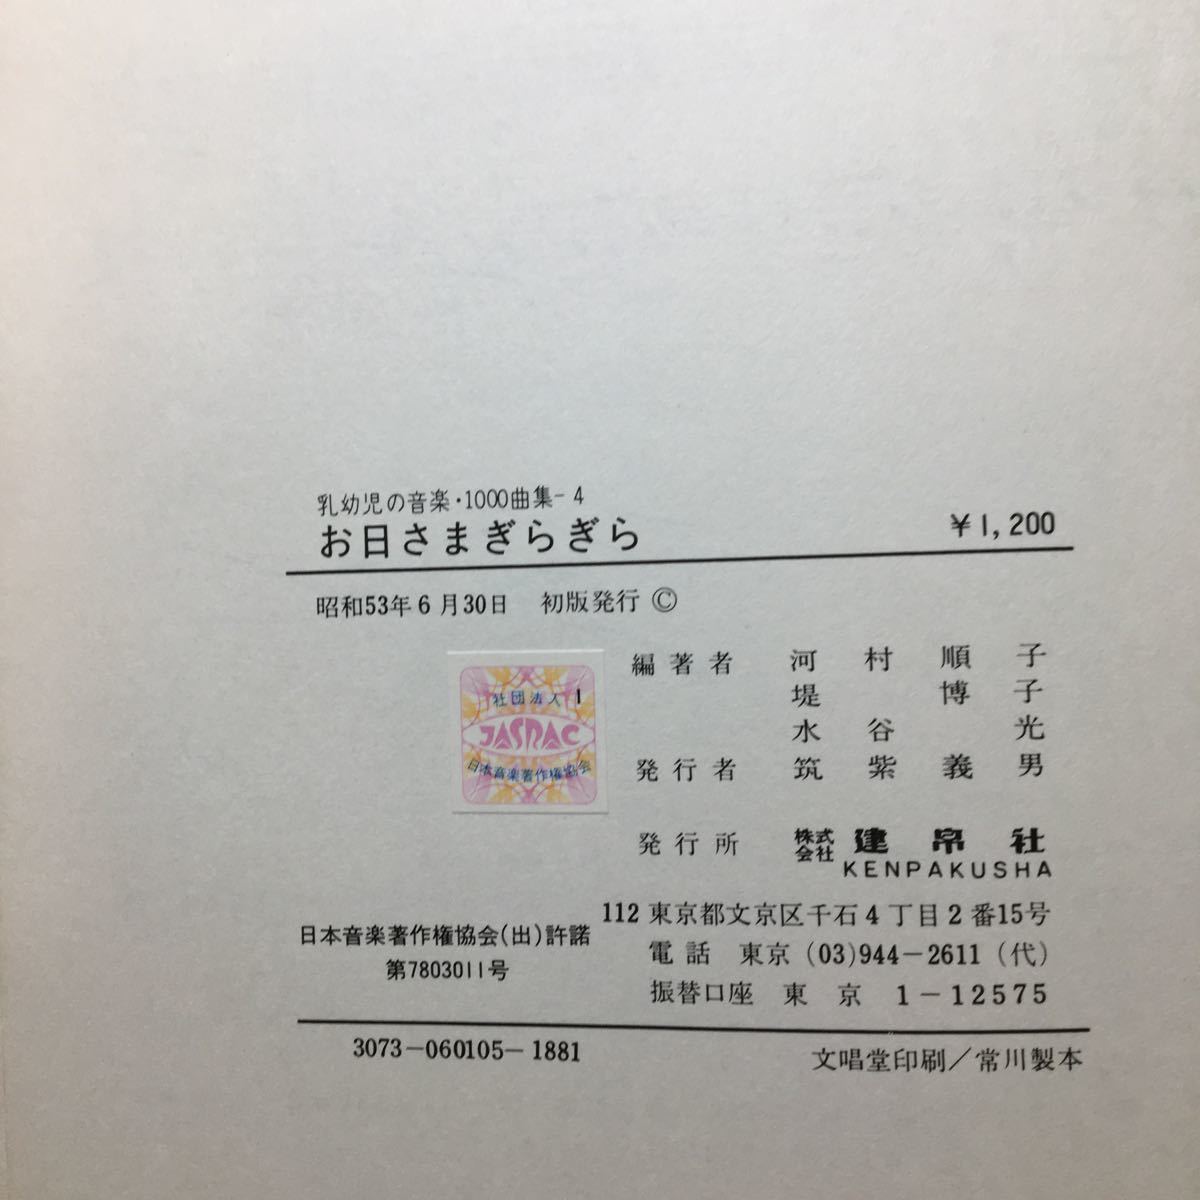 乳幼児の音楽・1000曲集-4
お日さまぎらぎら
¥1,200
昭和53年6月30日 初版発行 ©
社団法人 I
JASRAC
日本音楽著作権協会
編著者 河村順子
堤博子
水谷光
発行者 筑紫義男
発行所 株式会社 建帛社
KENPAKUSHA
112 東京都文京区千石4丁目2番15号
電話 東京 (03)944-2611 (代)
振替口座 東京 1-12575
日本音楽著作権協会(出)許諾
第7803011号
3073-060105-1881
文唱堂印刷/常川製本